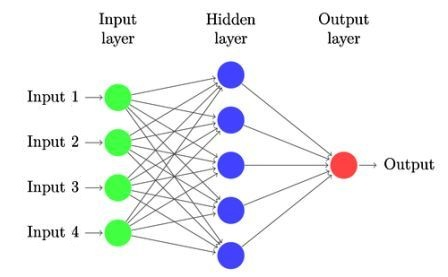 Input
layer
Hidden
layer
Output
layer
Input 1
Input 2
Input 3
Input 4
Output